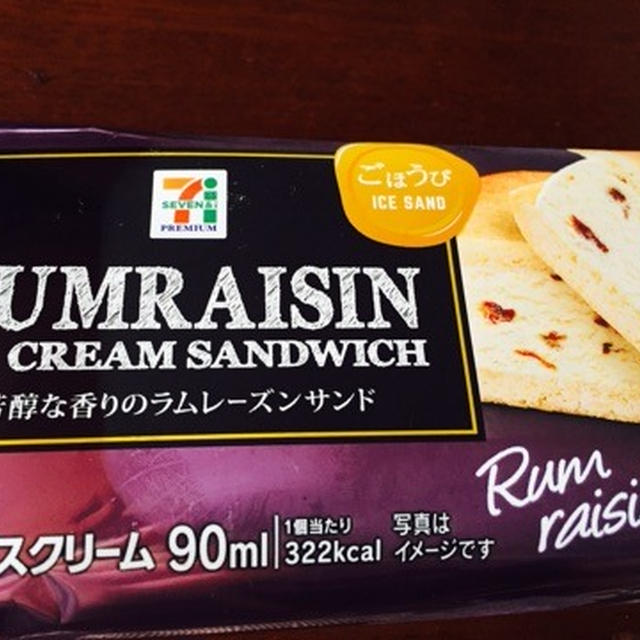 7i
SEVEN&i
PREMIUM
ごほうび
ICE SAND
UMRAISIN
CREAM SANDWICH
芳醇な香りのラムレーズンサンド
Rum
raisi
スクリーム 90ml
1個当たり
322kcal
写真は
イメージです